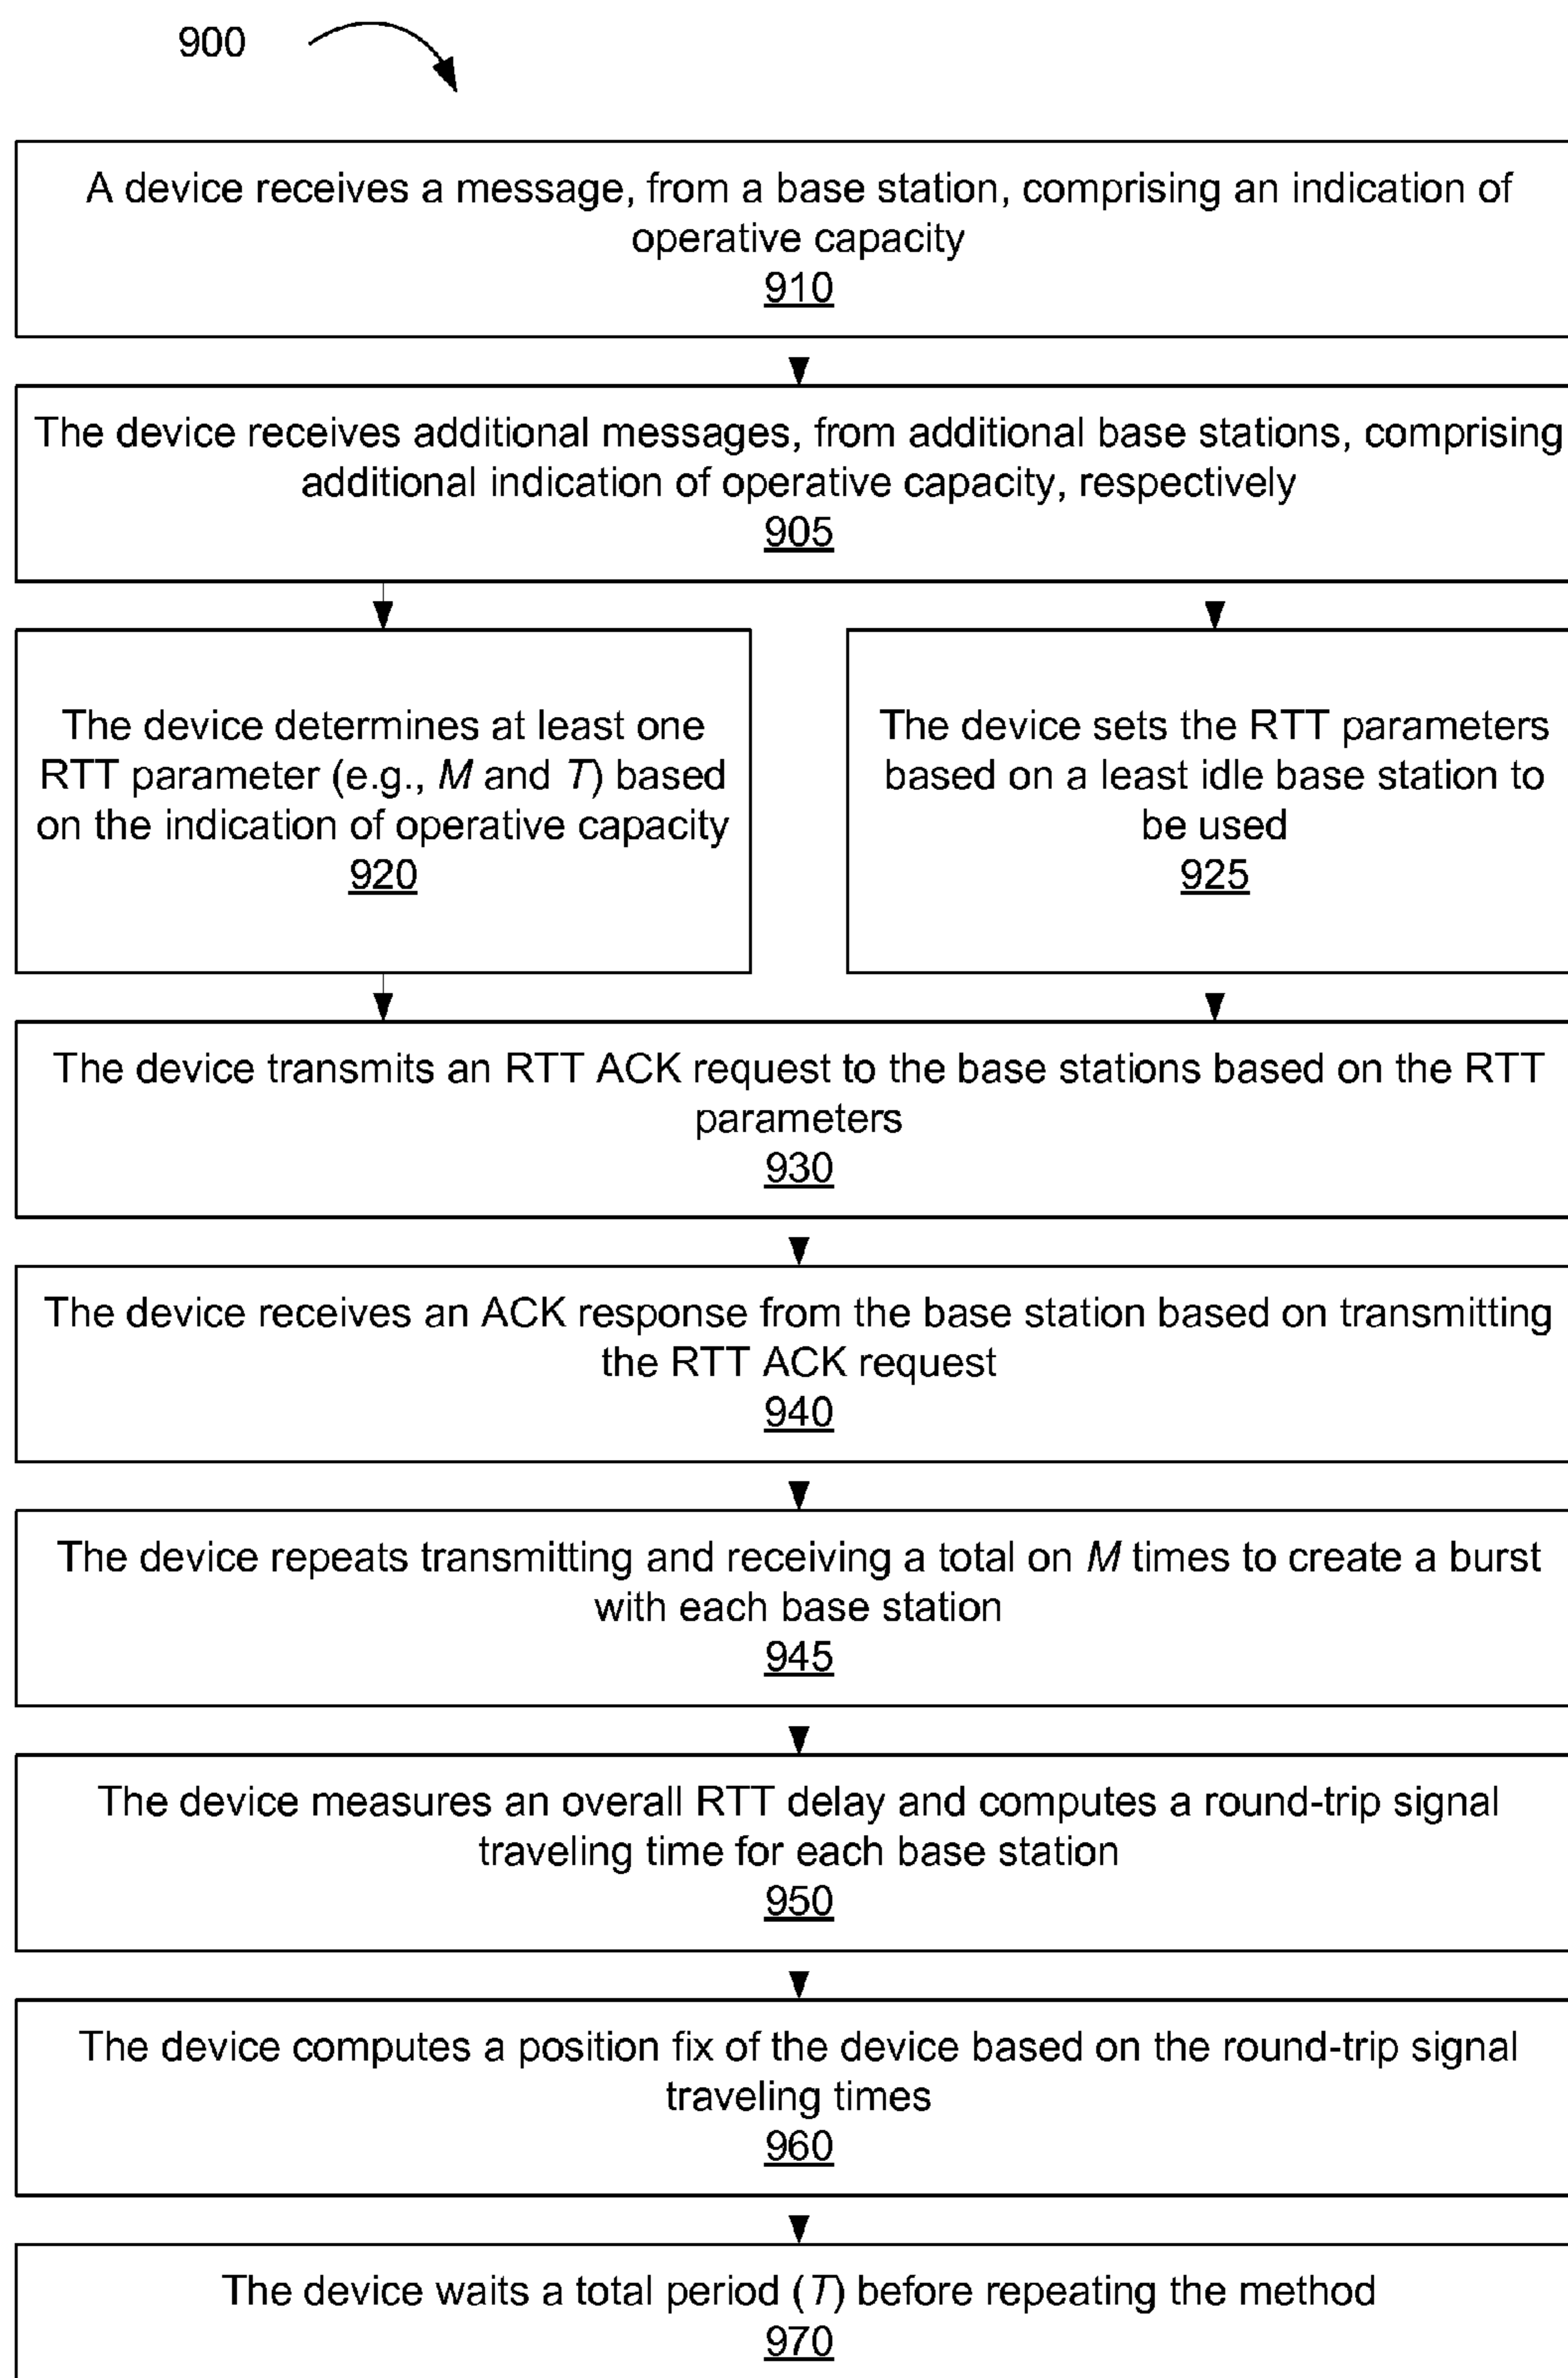 900
A device receives a message, from a base station, comprising an indication of
operative capacity
910
The device receives additional messages, from additional base stations, comprising
additional indication of operative capacity, respectively
905
The device determines at least one
RTT parameter (e.g., M and T) based
on the indication of operative capacity
920
The device sets the RTT parameters
based on a least idle base station to
be used
925
The device transmits an RTT ACK request to the base stations based on the RTT
parameters
930
The device receives an ACK response from the base station based on transmitting
the RTT ACK request
940
The device repeats transmitting and receiving a total on M times to create a burst
with each base station
945
The device measures an overall RTT delay and computes a round-trip signal
traveling time for each base station
950
The device computes a position fix of the device based on the round-trip signal
traveling times
960
The device waits a total period (T) before repeating the method
970